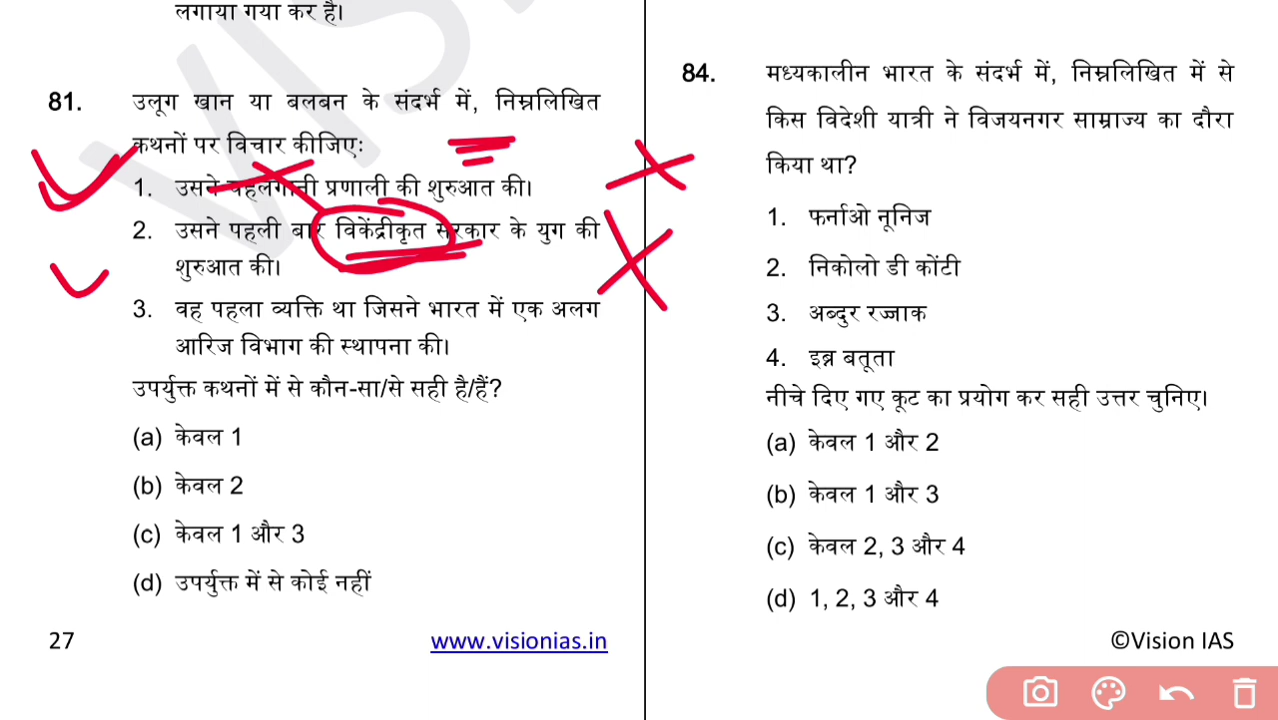 लगाया गया कर है।
81. उलूग खान या बलबन के संदर्भ में, निम्नलिखित
कथनों पर विचार कीजिए:
1. उसने चहलगानी प्रणाली की शुरुआत की।
2. उसने पहली बार विकेंद्रीकृत सरकार के युग की
शुरुआत की।
3. वह पहला व्यक्ति था जिसने भारत में एक अलग
आरिज विभाग की स्थापना की।
उपर्युक्त कथनों में से कौन-सा/से सही है/हैं?
(a) केवल 1
(b) केवल 2
(c) केवल 1 और 3
(d) उपर्युक्त में से कोई नहीं
27
www.visionias.in
84. मध्यकालीन भारत के संदर्भ में, निम्नलिखित में से
किस विदेशी यात्री ने विजयनगर साम्राज्य का दौरा
किया था?
1. फर्नाओ नूनिज
2. निकोलो डी कोंटी
3. अब्दुर रज्जाक
4. इब्न बतूता
नीचे दिए गए कूट का प्रयोग कर सही उत्तर चुनिए।
(a) केवल 1 और 2
(b) केवल 1 और 3
(c) केवल 2, 3 और 4
(d) 1, 2, 3 और 4
©Vision IAS